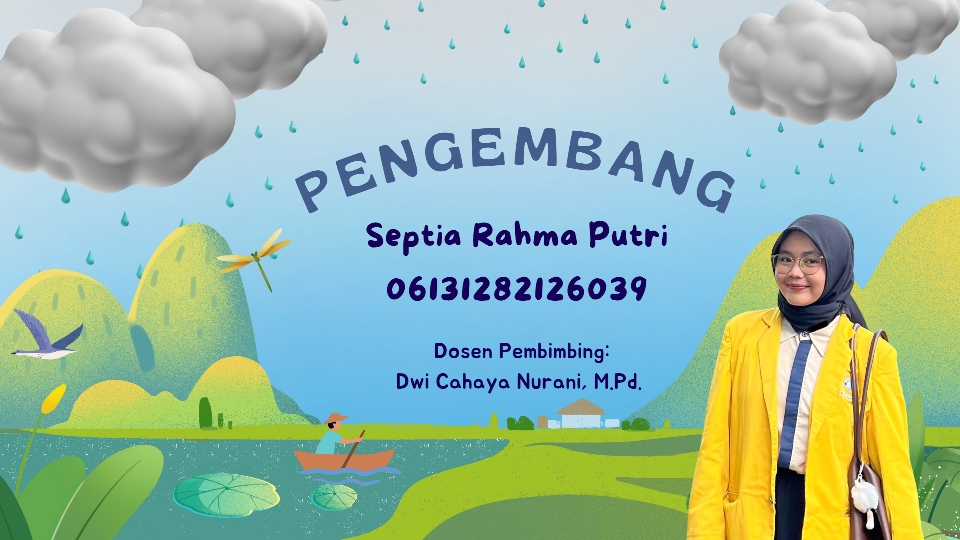 PENGEMBANG
Septia Rahma Putri
06131282126039
Dosen Pembimbing:
Dwi Cahaya Nurani, M.Pd.